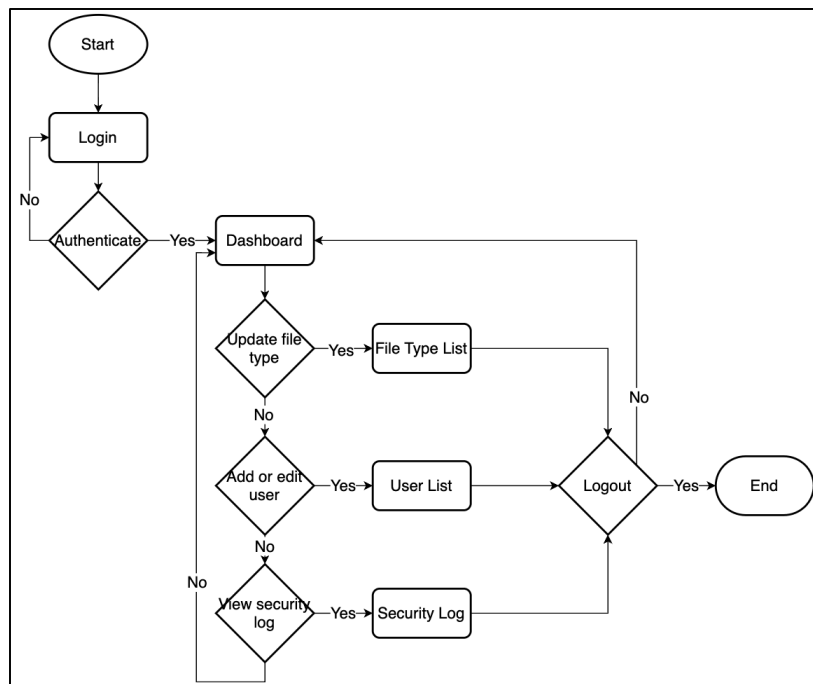 Start
Login
No
Authenticate
Yes
Dashboard
Update file
type
Yes
File Type List
No
No
Add or edit
user
Yes
User List
Logout
Yes
End
No
No
View security
log
Yes
Security Log